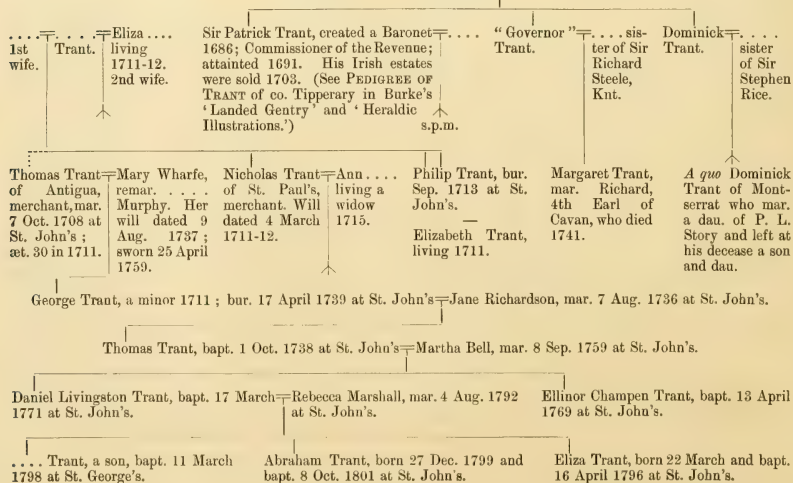 .... = .... = Eliza ....
1st Trant. living
wife. 1711-12.
2nd wife.
Sir Patrick Trant, created a Baronet = ....
1686; Commissioner of the Revenne;
attainted 1691. His Irish estates
were sold 1703. (See PEDIGREE OF
TRANT of co. Tipperary in Burke's
'Landed Gentry' and 'Heraldic
Illustrations.') s.p.m.
"Governor" = .... sis-
Trant. ter of Sir
Richard
Steele,
Knt.
Dominick = ....
Trant. sister
of Sir
Stephen
Rice.
Thomas Trant = Mary Wharfe,
of Antigua, remar. ....
merchant, mar. Murphy. Her
7 Oct. 1708 at will dated 9
St. John's; Aug. 1737;
æt. 30 in 1711. sworn 25 April
1759.
Nicholas Trant = Ann ....
of St. Paul's, living a
merchant. Will widow
dated 4 March 1715.
1711-12.
Philip Trant, bur.
Sep. 1713 at St.
John's.
—
Elizabeth Trant,
living 1711.
Margaret Trant,
mar. Richard,
4th Earl of
Cavan, who died
1741.
A quo Dominick
Trant of Mont-
serrat who mar.
a dau. of P. L.
Story and left at
his decease a son
and dau.
George Trant, a minor 1711; bur. 17 April 1739 at St. John's = Jane Richardson, mar. 7 Aug. 1736 at St. John's.
Thomas Trant, bapt. 1 Oct. 1738 at St. John's = Martha Bell, mar. 8 Sep. 1759 at St. John's.
Daniel Livingston Trant, bapt. 17 March = Rebecca Marshall, mar. 4 Aug. 1792
1771 at St. John's. at St. John's.
Ellinor Champen Trant, bapt. 13 April
1769 at St. John's.
.... Trant, a son, bapt. 11 March
1798 at St. George's.
Abraham Trant, born 27 Dec. 1799 and
bapt. 8 Oct. 1801 at St. John's.
Eliza Trant, born 22 March and bapt.
16 April 1796 at St. John's.